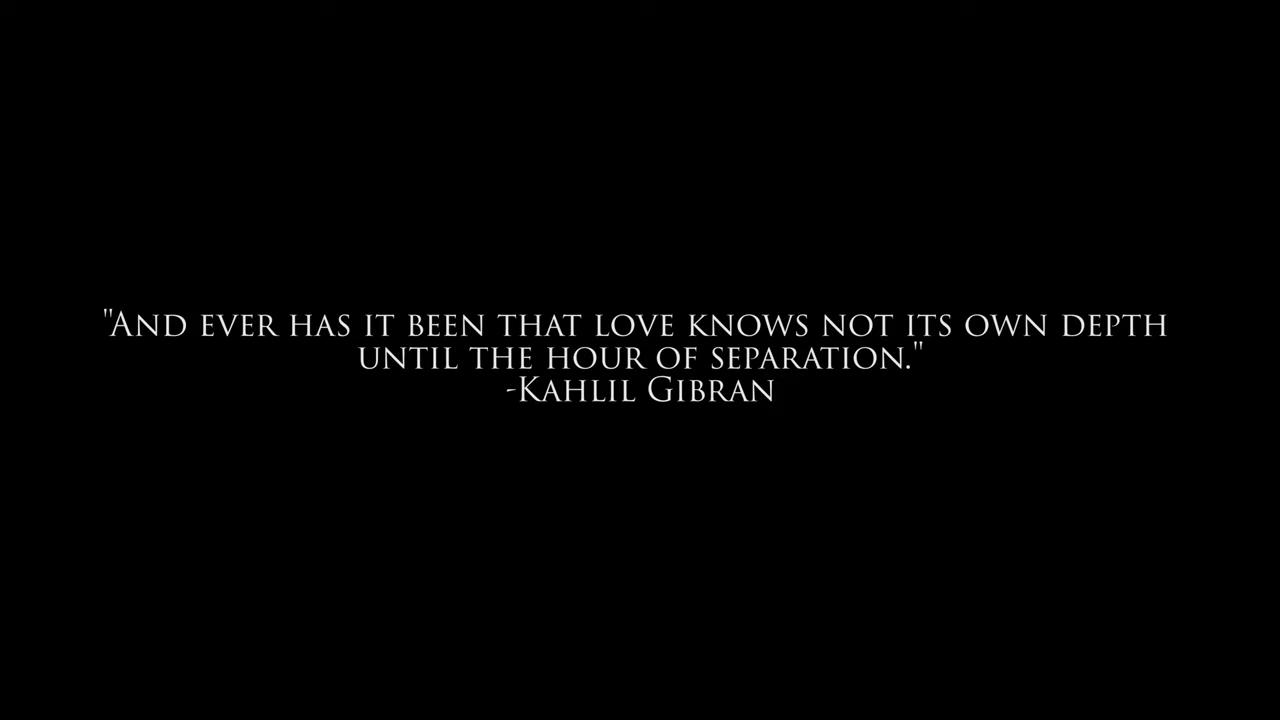 "And ever has it been that love knows not its own depth
until the hour of separation."
-Kahlil Gibran